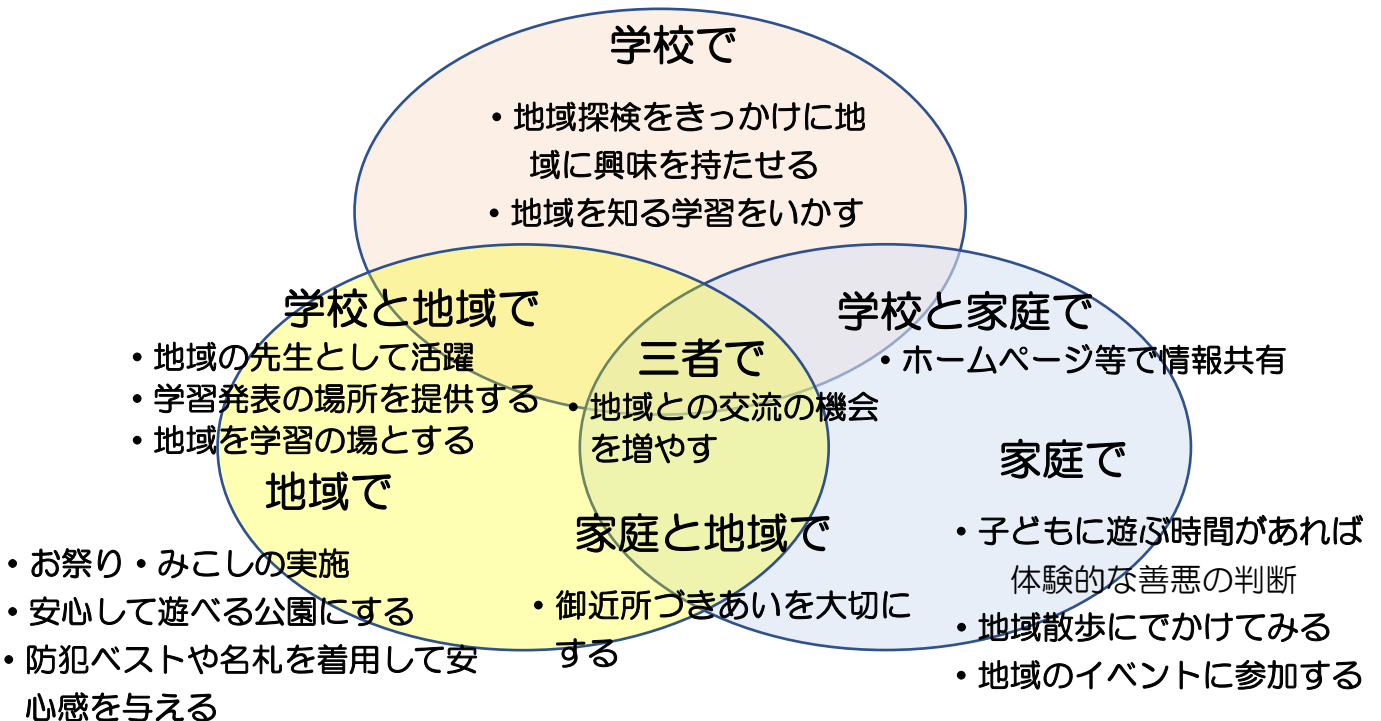 学校で
・地域探検をきっかけに地
域に興味を持たせる
・地域を知る学習をいかす
学校と地域で
・地域の先生として活躍
・学習発表の場所を提供する
・地域を学習の場とする
三者で
・地域との交流の機会
を増やす
学校と家庭で
・ホームページ等で情報共有
地域で
・お祭り・みこしの実施
・安心して遊べる公園にする
・防犯ベストや名札を着用して安
心感を与える
家庭と地域で
・御近所づきあいを大切に
する
家庭で
・子どもに遊ぶ時間があれば
体験的な善悪の判断
・地域散歩にでかけてみる
・地域のイベントに参加する